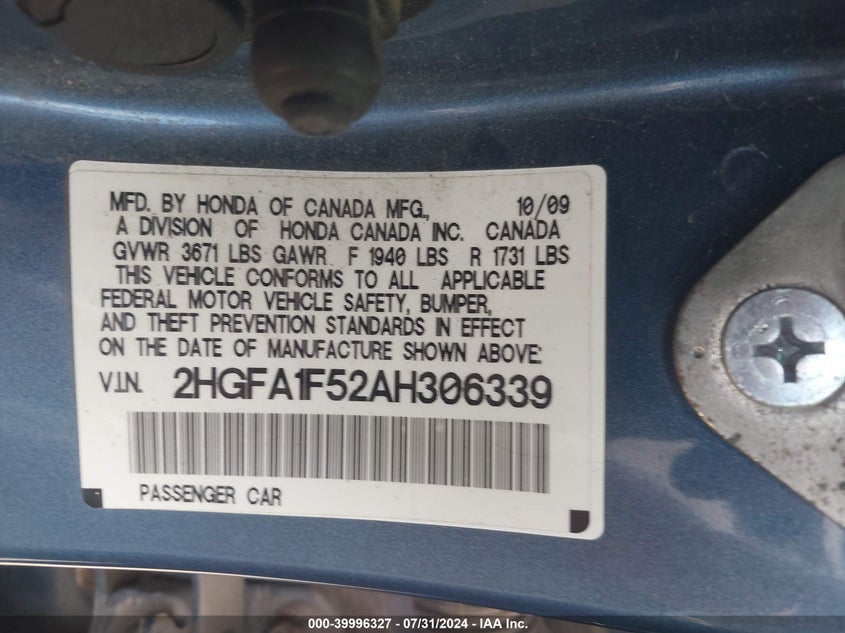 MFD. BY HONDA OF CANADA MFG., 10/09
A DIVISION OF HONDA CANADA INC. CANADA
GVWR 3671 LBS GAWR F 1940 LBS R 1731 LBS
THIS VEHICLE CONFORMS TO ALL APPLICABLE
FEDERAL MOTOR VEHICLE SAFETY, BUMPER,
AND THEFT PREVENTION STANDARDS IN EFFECT
ON THE DATE OF MANUFACTURE SHOWN ABOVE:
V.I.N. 2HGFA1F52AH306339
PASSENGER CAR
000-39996327 - 07/31/2024 - IAA Inc.